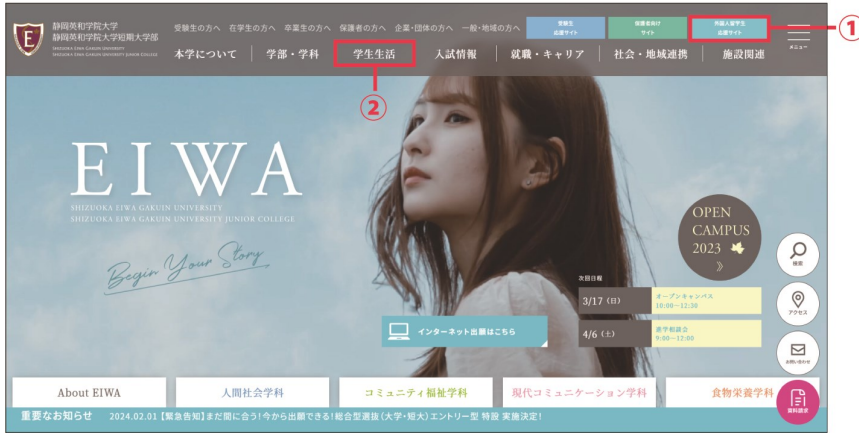 静岡英和学院大学
静岡英和学院大学短期大学部
SHIZUOKA EIWA GAKUIN UNIVERSITY
SHIZUOKA EIWA GAKUIN UNIVERSITY JUNIOR COLLEGE
受験生の方へ 在学生の方へ 卒業生の方へ 保護者の方へ 企業・団体の方へ 一般・地域の方へ
受験生
応援サイト
保護者向け
サイト
外国人留学生
応援サイト
メニュー
①
本学について 学部・学科 学生生活 入試情報 就職・キャリア 社会・地域連携 施設関連
②
EIWA
SHIZUOKA EIWA GAKUIN UNIVERSITY
SHIZUOKA EIWA GAKUIN UNIVERSITY JUNIOR COLLEGE
Begin Your Story
OPEN
CAMPUS
2023
検索
次回日程
3/17（日） オープンキャンパス
10:00〜12:30
アクセス
インターネット出願はこちら
4/6（土） 進学相談会
9:00〜12:00
お問い合わせ
About EIWA 人間社会学科 コミュニティ福祉学科 現代コミュニケーション学科 食物栄養学科
資料請求
重要なお知らせ 2024.02.01【緊急告知】まだ間に合う！今から出願できる！総合型選抜（大学・短大）エントリー型 特設 実施決定！